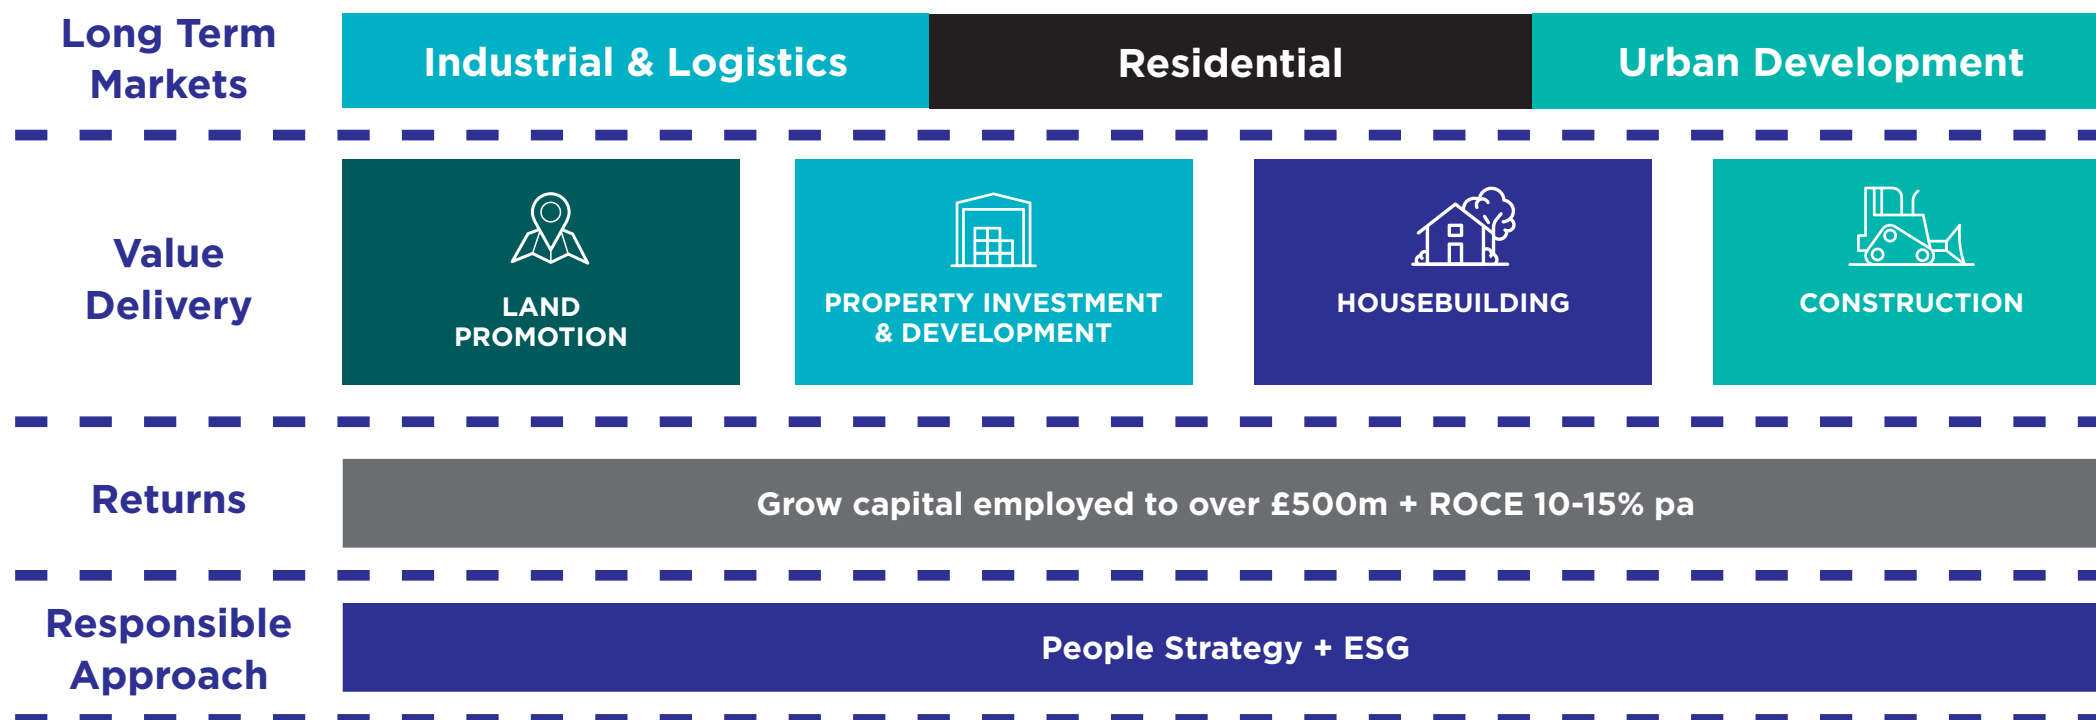 Long Term
Markets
Industrial & Logistics
Residential
Urban Development
Value
Delivery
LAND
PROMOTION
PROPERTY INVESTMENT
& DEVELOPMENT
HOUSEBUILDING
CONSTRUCTION
Returns
Grow capital employed to over £500m + ROCE 10-15% pa
Responsible
Approach
People Strategy + ESG